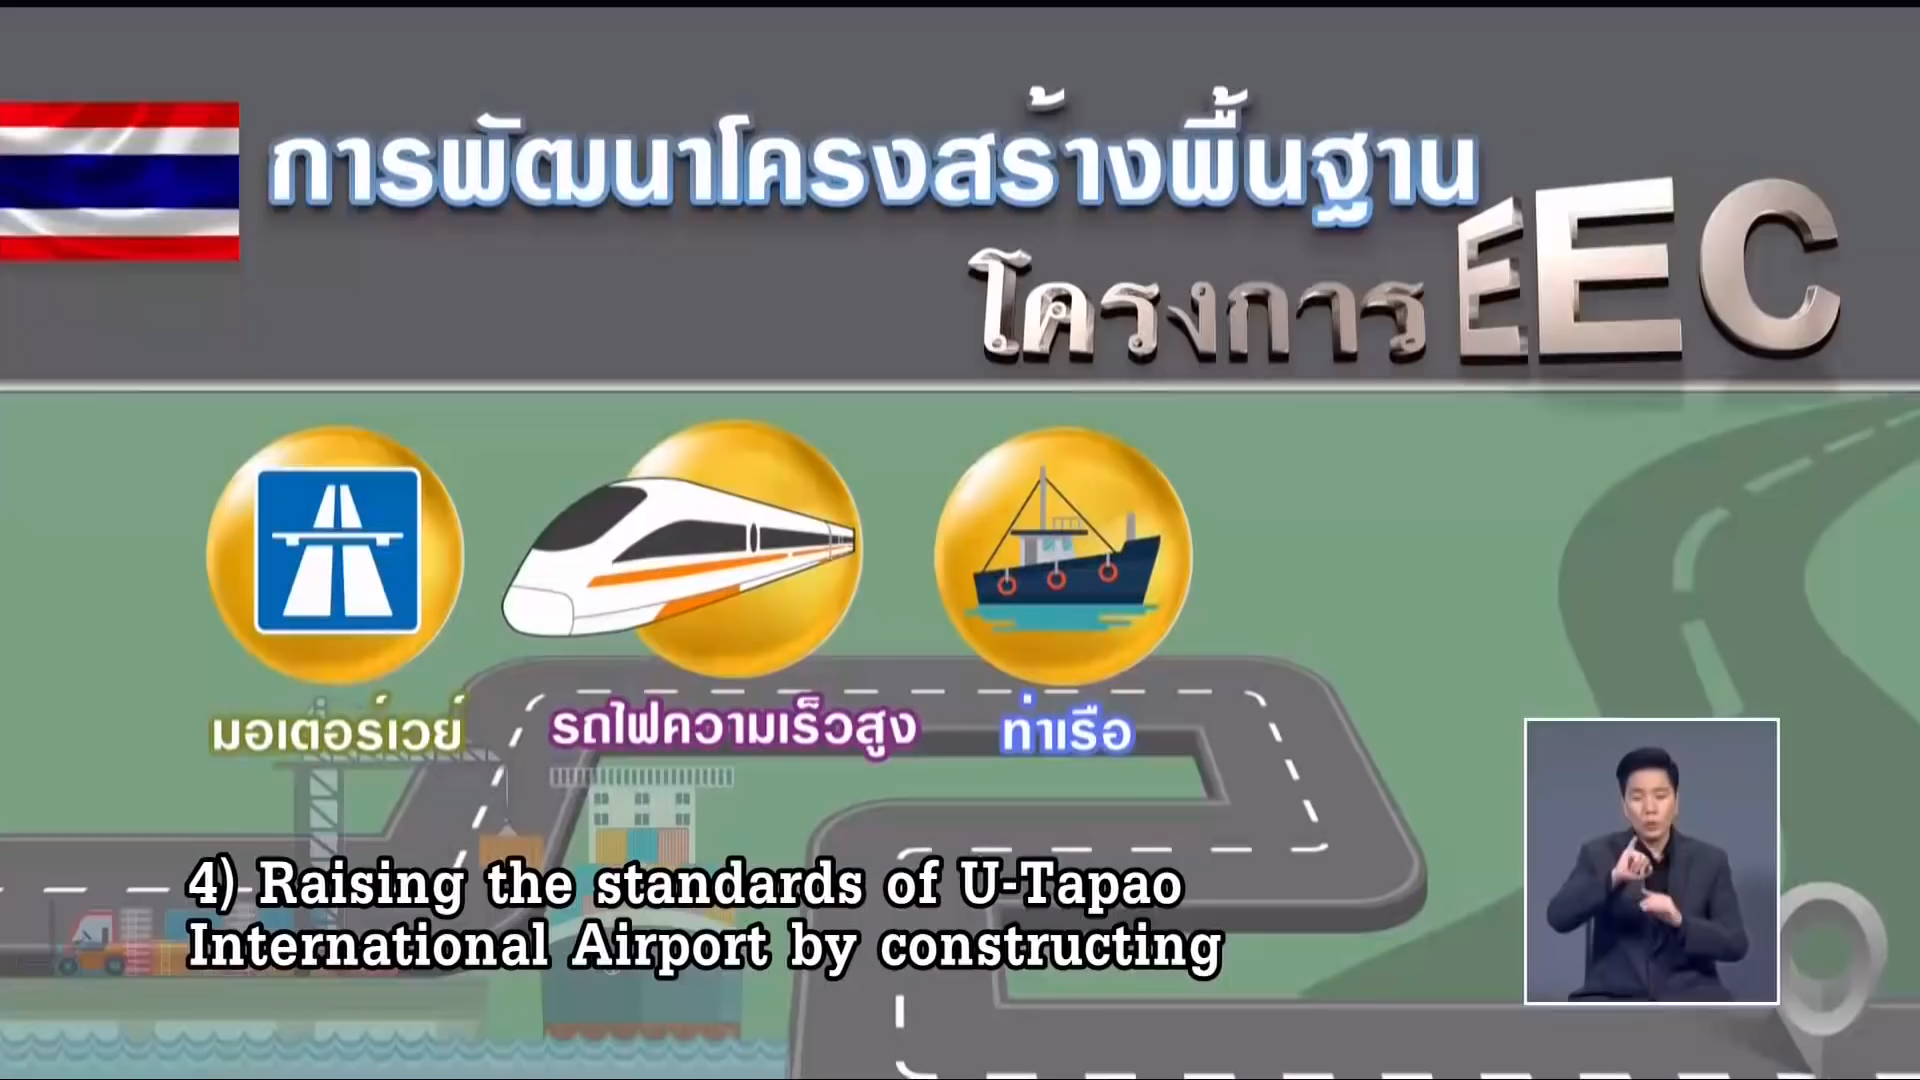 การพัฒนาโครงสร้างพื้นฐาน
โครงการ EEC
มอเตอร์เวย์
รถไฟความเร็วสูง
ท่าเรือ
4) Raising the standards of U-Tapao
International Airport by constructing